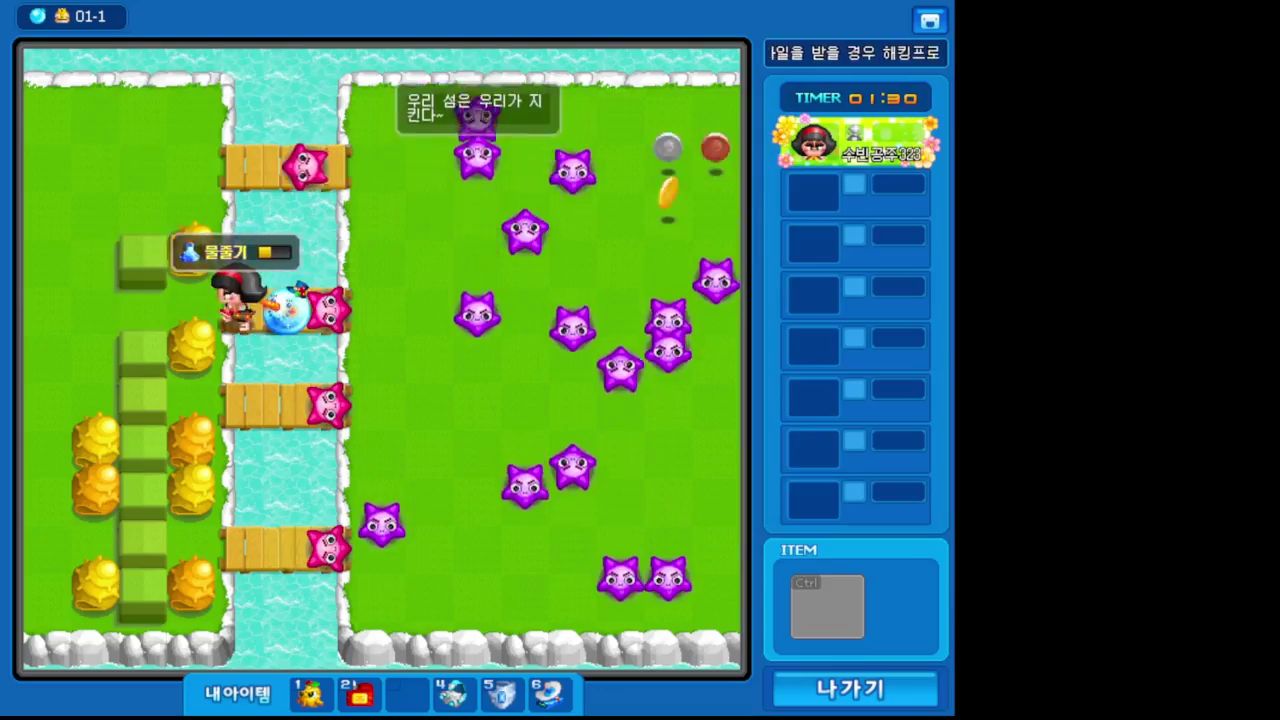 01-1
h일을 받을 경우 해킹프로
TIMER 01:30
우리 섬은 우리가 지
킨다~
수빈공주023
물줄기
ITEM
Ctrl
내아이템
1
2
4
5
6
나가기